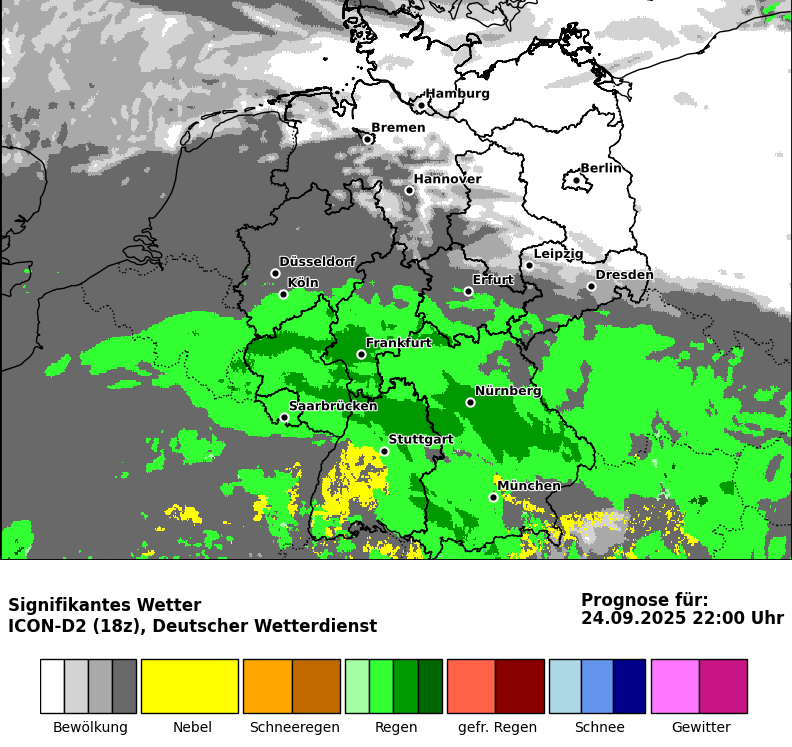 Hamburg
Bremen
Berlin
Hannover
Leipzig
Düsseldorf
Dresden
Köln
Erfurt
Frankfurt
Nürnberg
Saarbrücken
Stuttgart
München
Signifikantes Wetter
ICON-D2 (18z), Deutscher Wetterdienst
Prognose für:
24.09.2025 22:00 Uhr
Bewölkung Nebel Schneeregen Regen gefr. Regen Schnee Gewitter